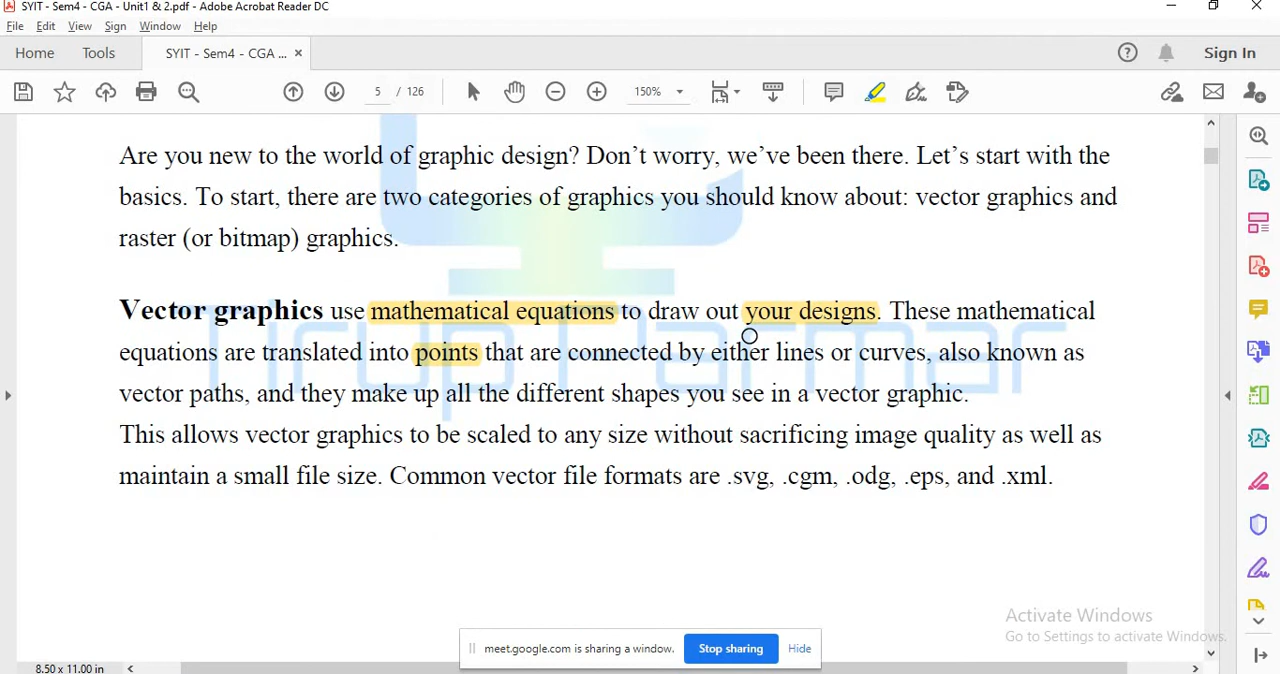 SYIT - Sem4 - CGA - Unit1 & 2.pdf - Adobe Acrobat Reader DC
File Edit View Sign Window Help
Home Tools SYIT - Sem4 - CGA ... × Sign In
5 / 126 150%
Are you new to the world of graphic design? Don’t worry, we’ve been there. Let’s start with the
basics. To start, there are two categories of graphics you should know about: vector graphics and
raster (or bitmap) graphics.
Vector graphics use mathematical equations to draw out your designs. These mathematical
equations are translated into points that are connected by either lines or curves, also known as
vector paths, and they make up all the different shapes you see in a vector graphic.
This allows vector graphics to be scaled to any size without sacrificing image quality as well as
maintain a small file size. Common vector file formats are .svg, .cgm, .odg, .eps, and .xml.
Tirup Parmar
Activate Windows
Go to Settings to activate Windows.
meet.google.com is sharing a window. Stop sharing Hide
8.50 x 11.00 in